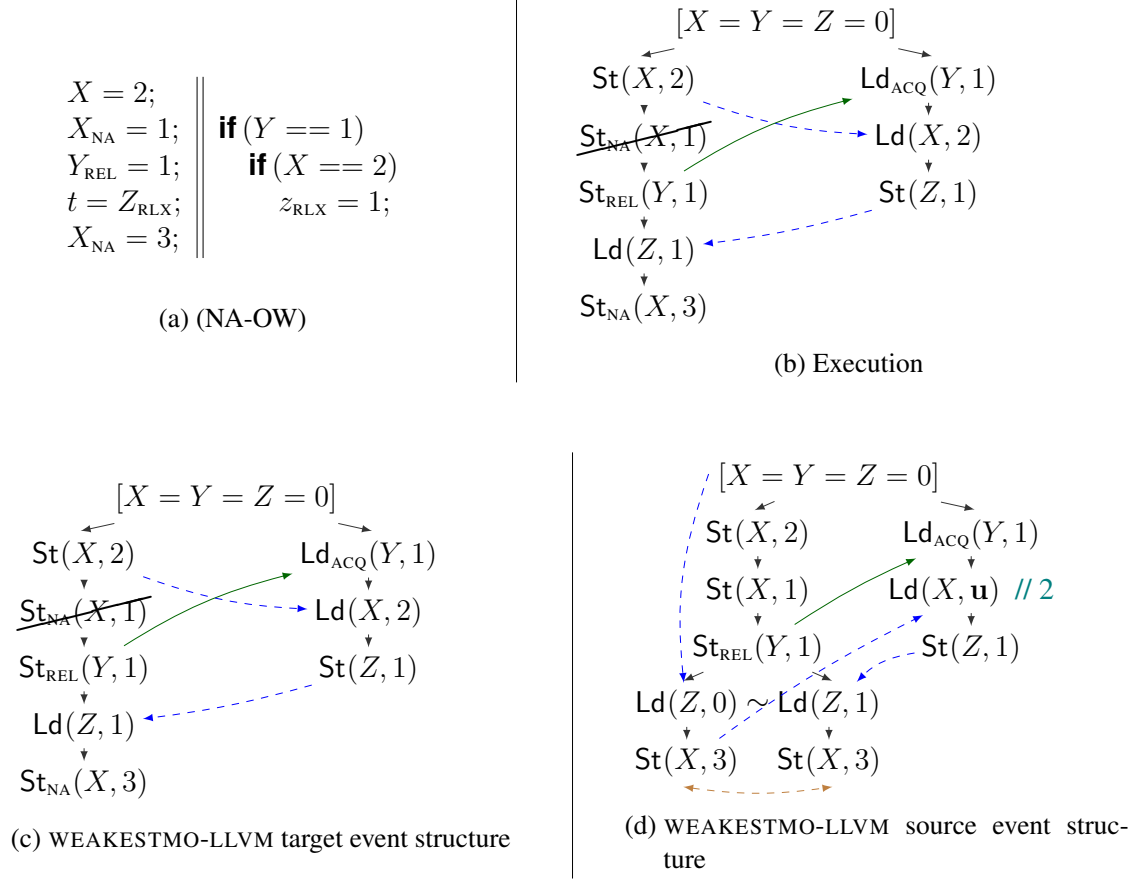 X = 2;
X_NA = 1;
Y_REL = 1;
t = Z_RLX;
X_NA = 3;
if (Y == 1)
if (X == 2)
z_RLX = 1;
(a) (NA-OW)
[X = Y = Z = 0]
St(X, 2)
St_NA(X, 1)
St_REL(Y, 1)
Ld(Z, 1)
St_NA(X, 3)
Ld_ACQ(Y, 1)
Ld(X, 2)
St(Z, 1)
(b) Execution
[X = Y = Z = 0]
St(X, 2)
St_NA(X, 1)
St_REL(Y, 1)
Ld(Z, 1)
St_NA(X, 3)
Ld_ACQ(Y, 1)
Ld(X, 2)
St(Z, 1)
(c) WEAKESTMO-LLVM target event structure
[X = Y = Z = 0]
St(X, 2)
St(X, 1)
St_REL(Y, 1)
Ld_ACQ(Y, 1)
Ld(X, u) // 2
St(Z, 1)
Ld(Z, 0) ∼ Ld(Z, 1)
St(X, 3) St(X, 3)
(d) WEAKESTMO-LLVM source event struc-
ture